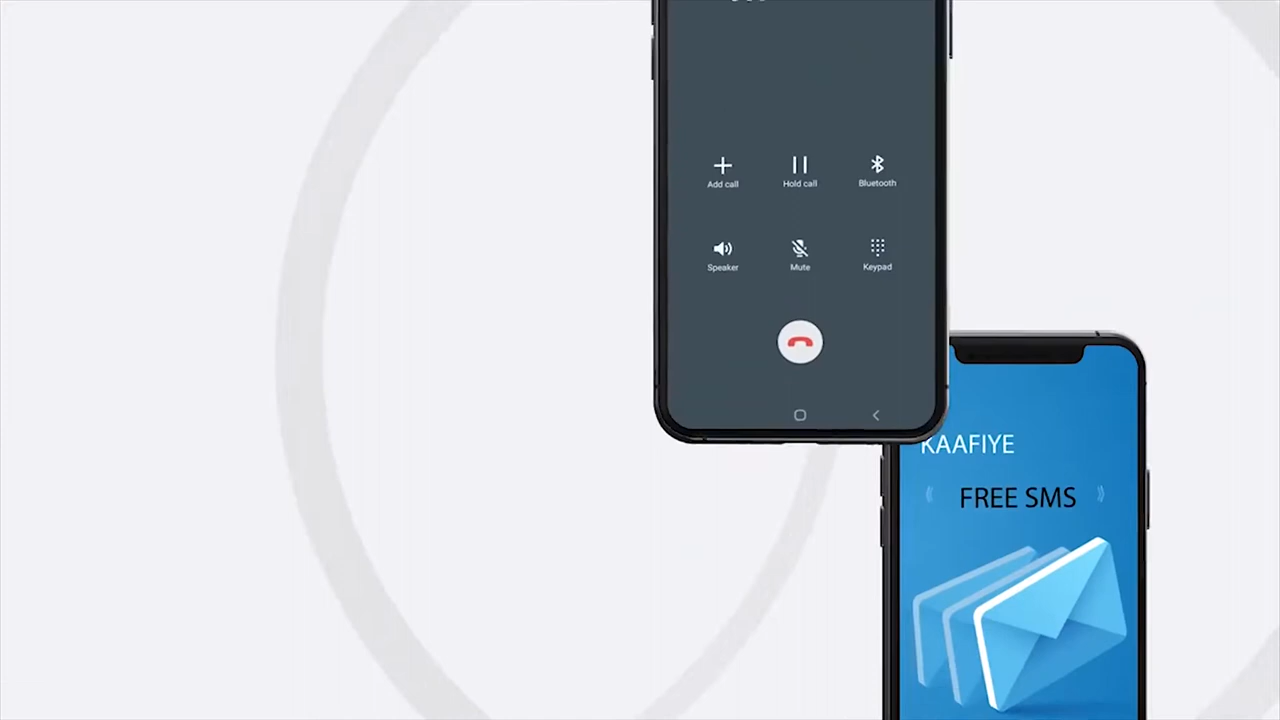 Add call Hold call Bluetooth
Speaker Mute Keypad
KAAFIYE
FREE SMS